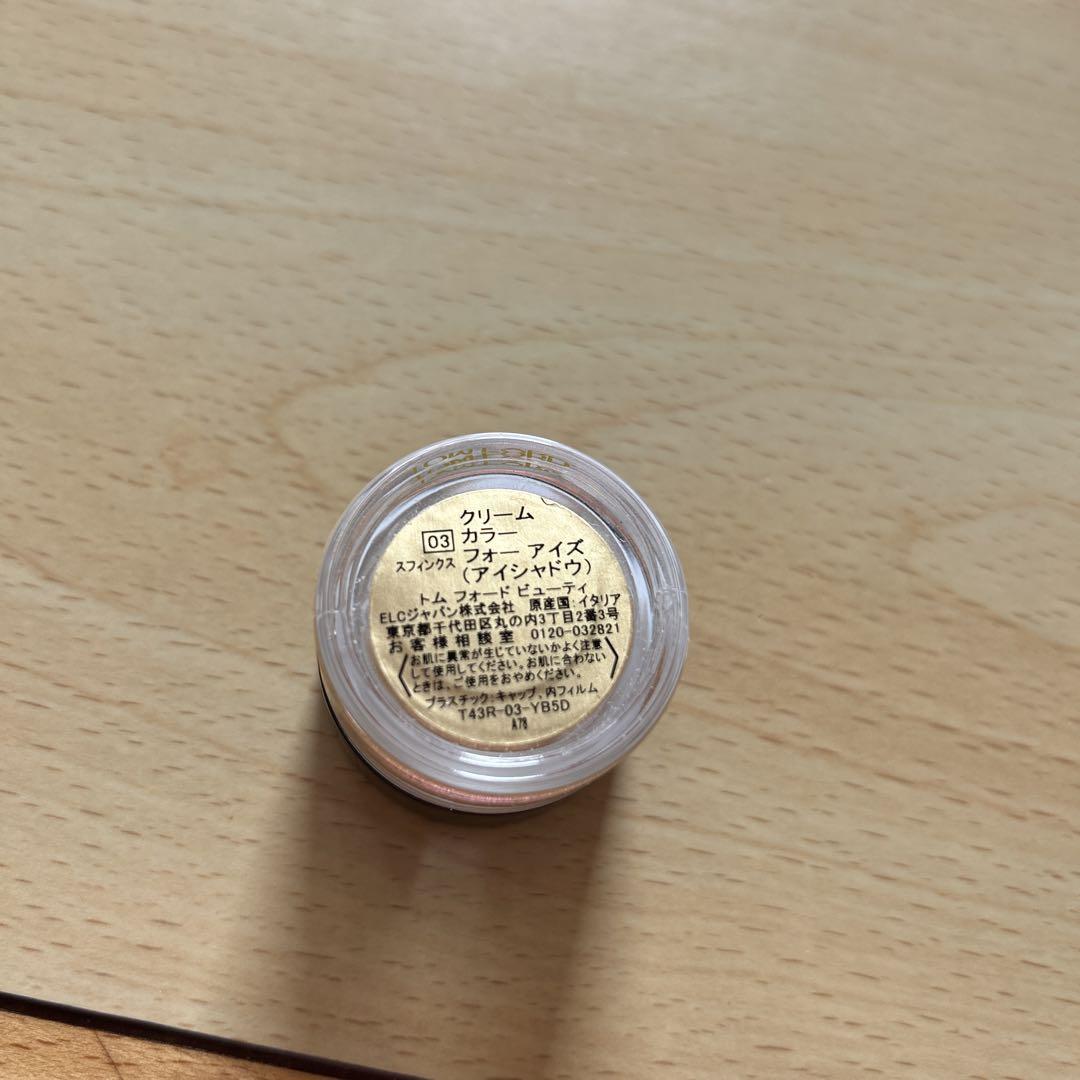 TOM FORD
クリーム
03 カラー
スフィンクス フォー アイズ
(アイシャドウ)
トム フォード ビューティ
ELCジャパン株式会社 原産国:イタリア
東京都千代田区丸の内3丁目2番3号
お客様相談室 0120-032821
お肌に異常が生じていないかよく注意
して使用してください。お肌に合わない
ときは、ご使用をおやめください。
プラスチック:キャップ、内フィルム
T43R-03-YB5D
A78